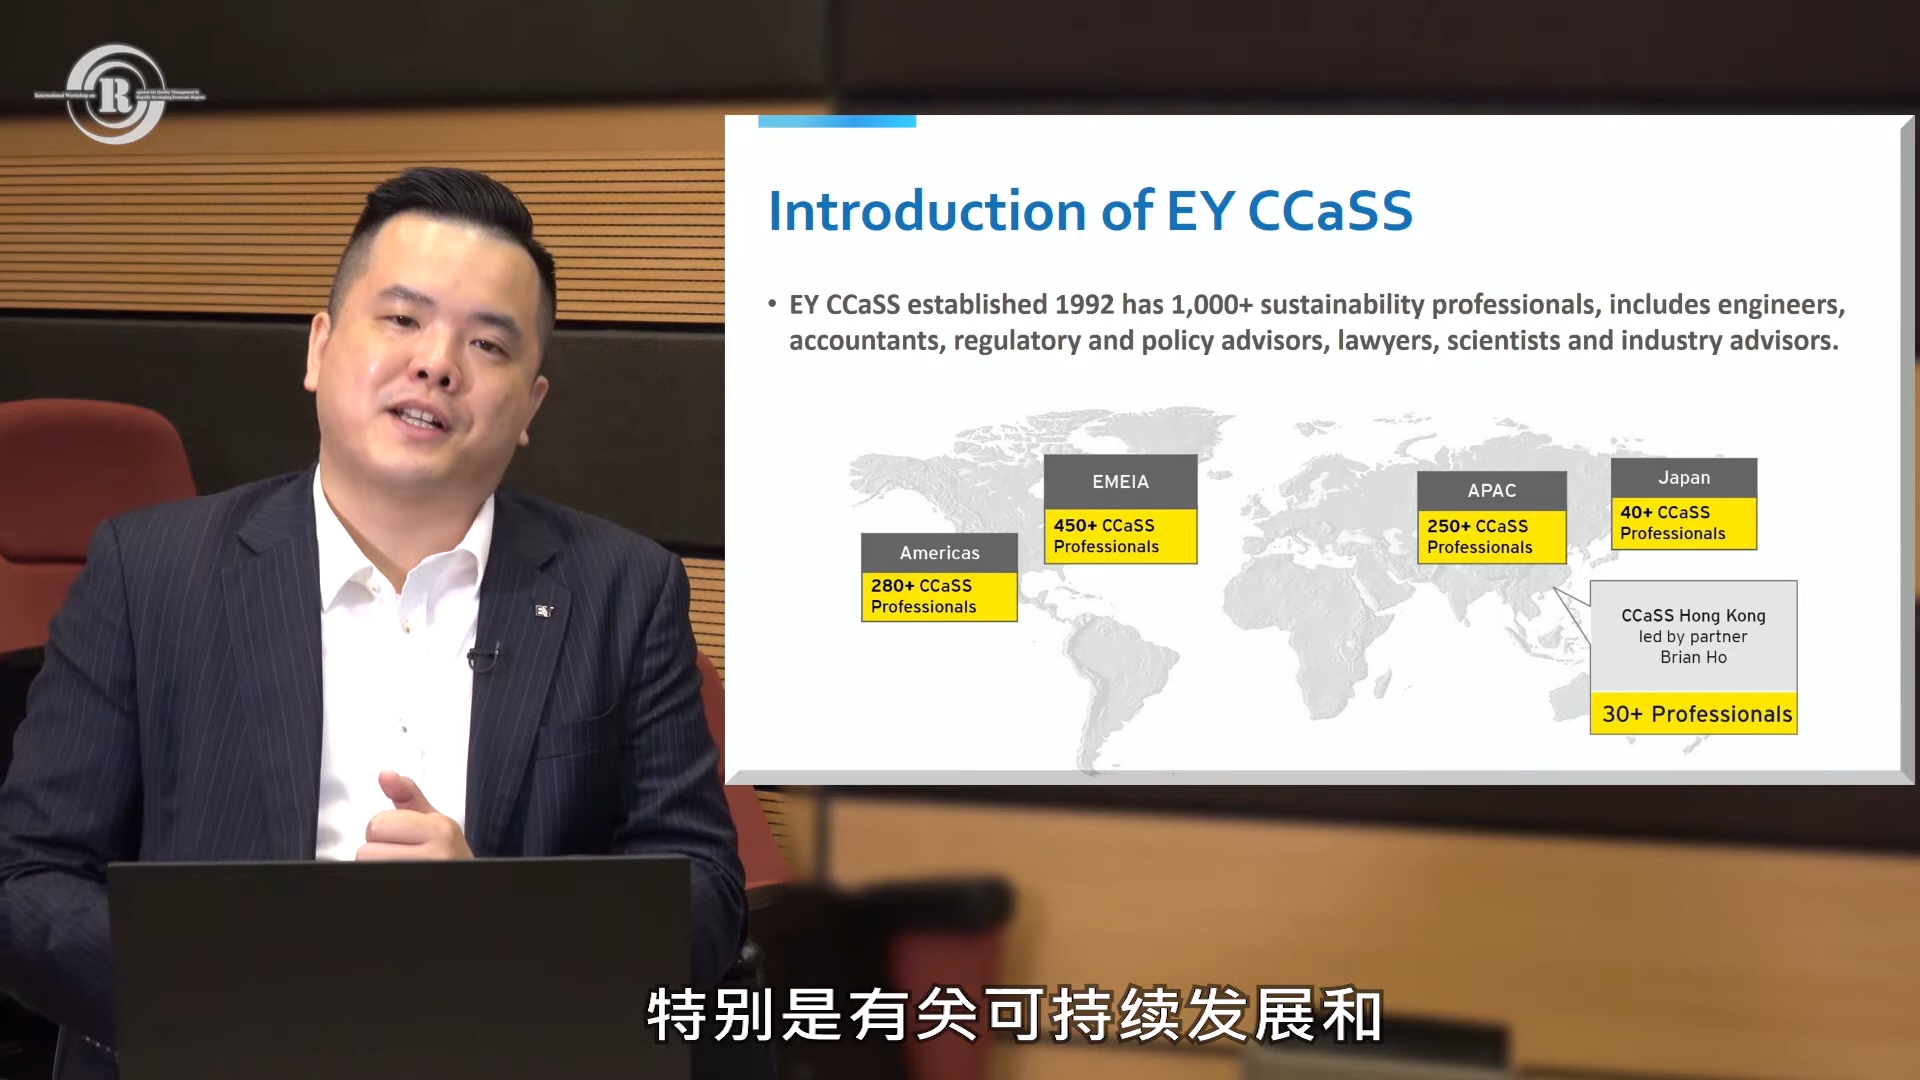 R
Introduction of EY CCaSS
• EY CCaSS established 1992 has 1,000+ sustainability professionals, includes engineers,
accountants, regulatory and policy advisors, lawyers, scientists and industry advisors.
EMEIA
450+ CCaSS
Professionals
Americas
280+ CCaSS
Professionals
APAC
250+ CCaSS
Professionals
Japan
40+ CCaSS
Professionals
CCaSS Hong Kong
led by partner
Brian Ho
30+ Professionals
EY
特别是有关可持续发展和